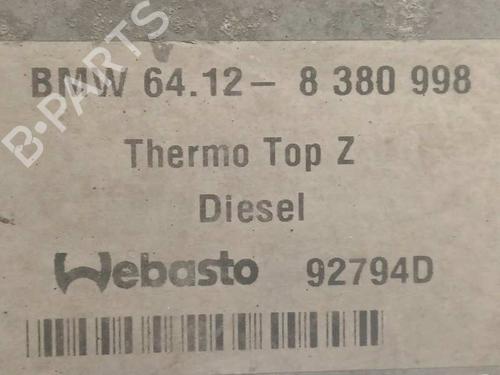 B-PARTS
BMW 64.12- 8 380 998
Thermo Top Z
Diesel
Webasto 92794D